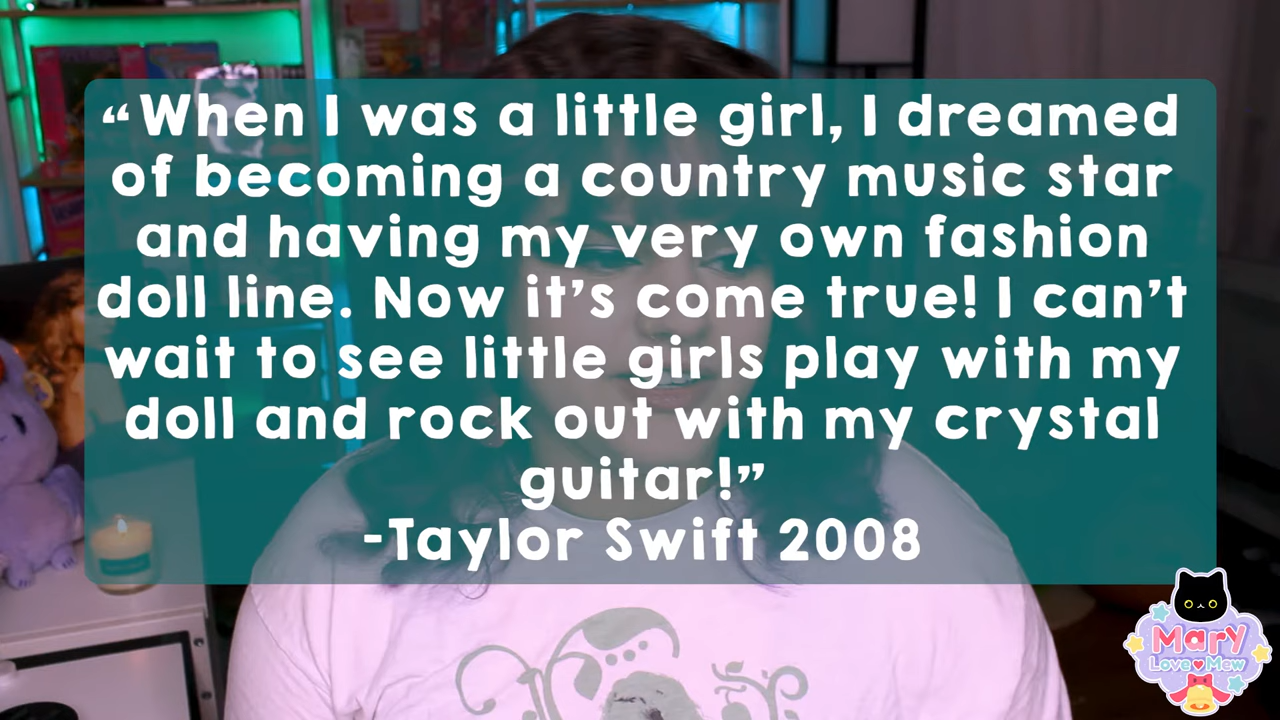 “When I was a little girl, I dreamed
of becoming a country music star
and having my very own fashion
doll line. Now it’s come true! I can’t
wait to see little girls play with my
doll and rock out with my crystal
guitar!”
-Taylor Swift 2008
Mary
Love Mew